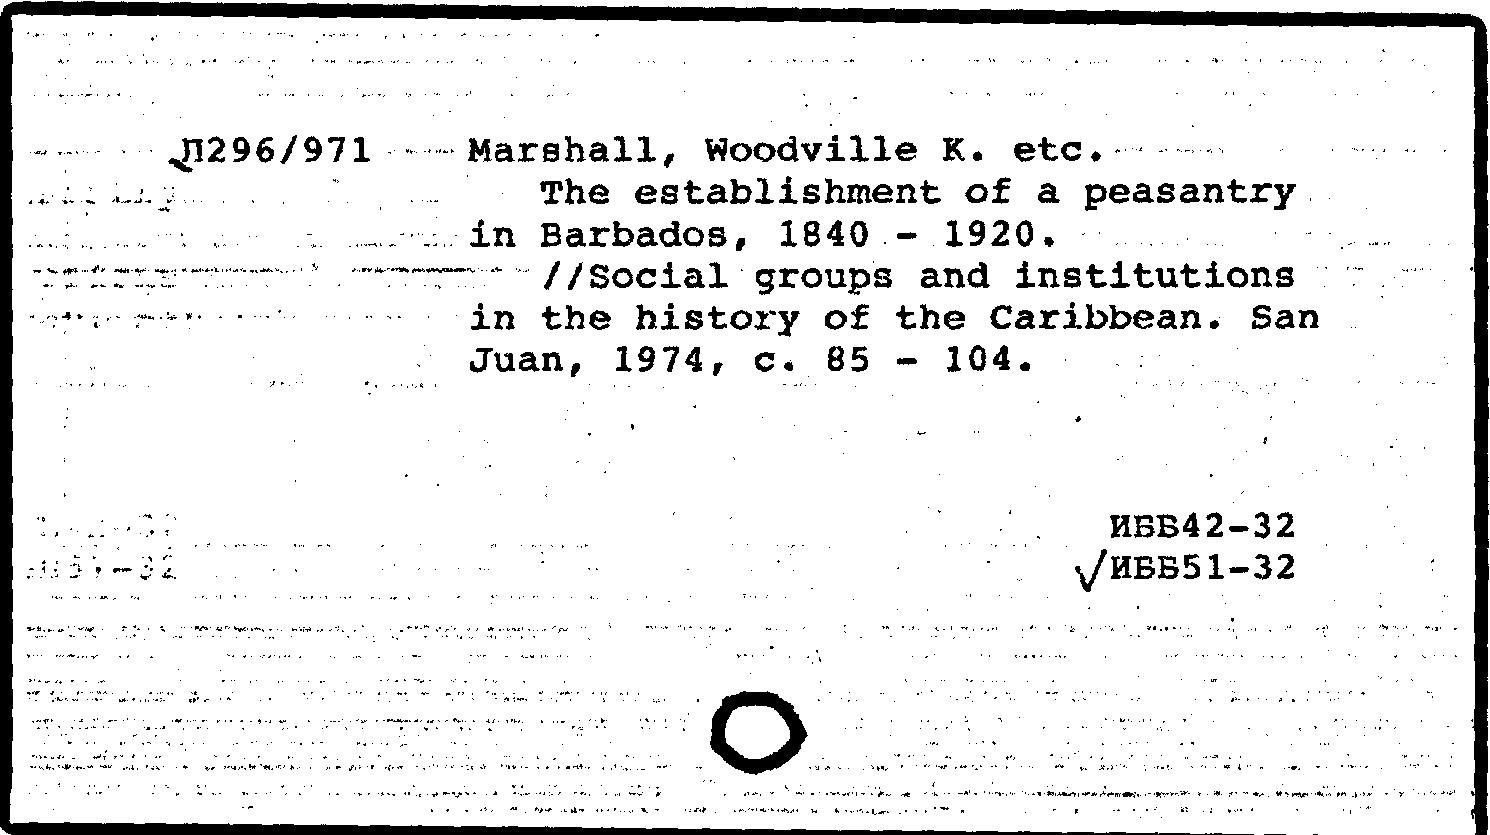 Л296/971 Marshall, Woodville K. etc.
The establishment of a peasantry
in Barbados, 1840 - 1920.
//Social groups and institutions
in the history of the Caribbean. San
Juan, 1974, c. 85 - 104.
ИББ42-32
√ИББ51-32